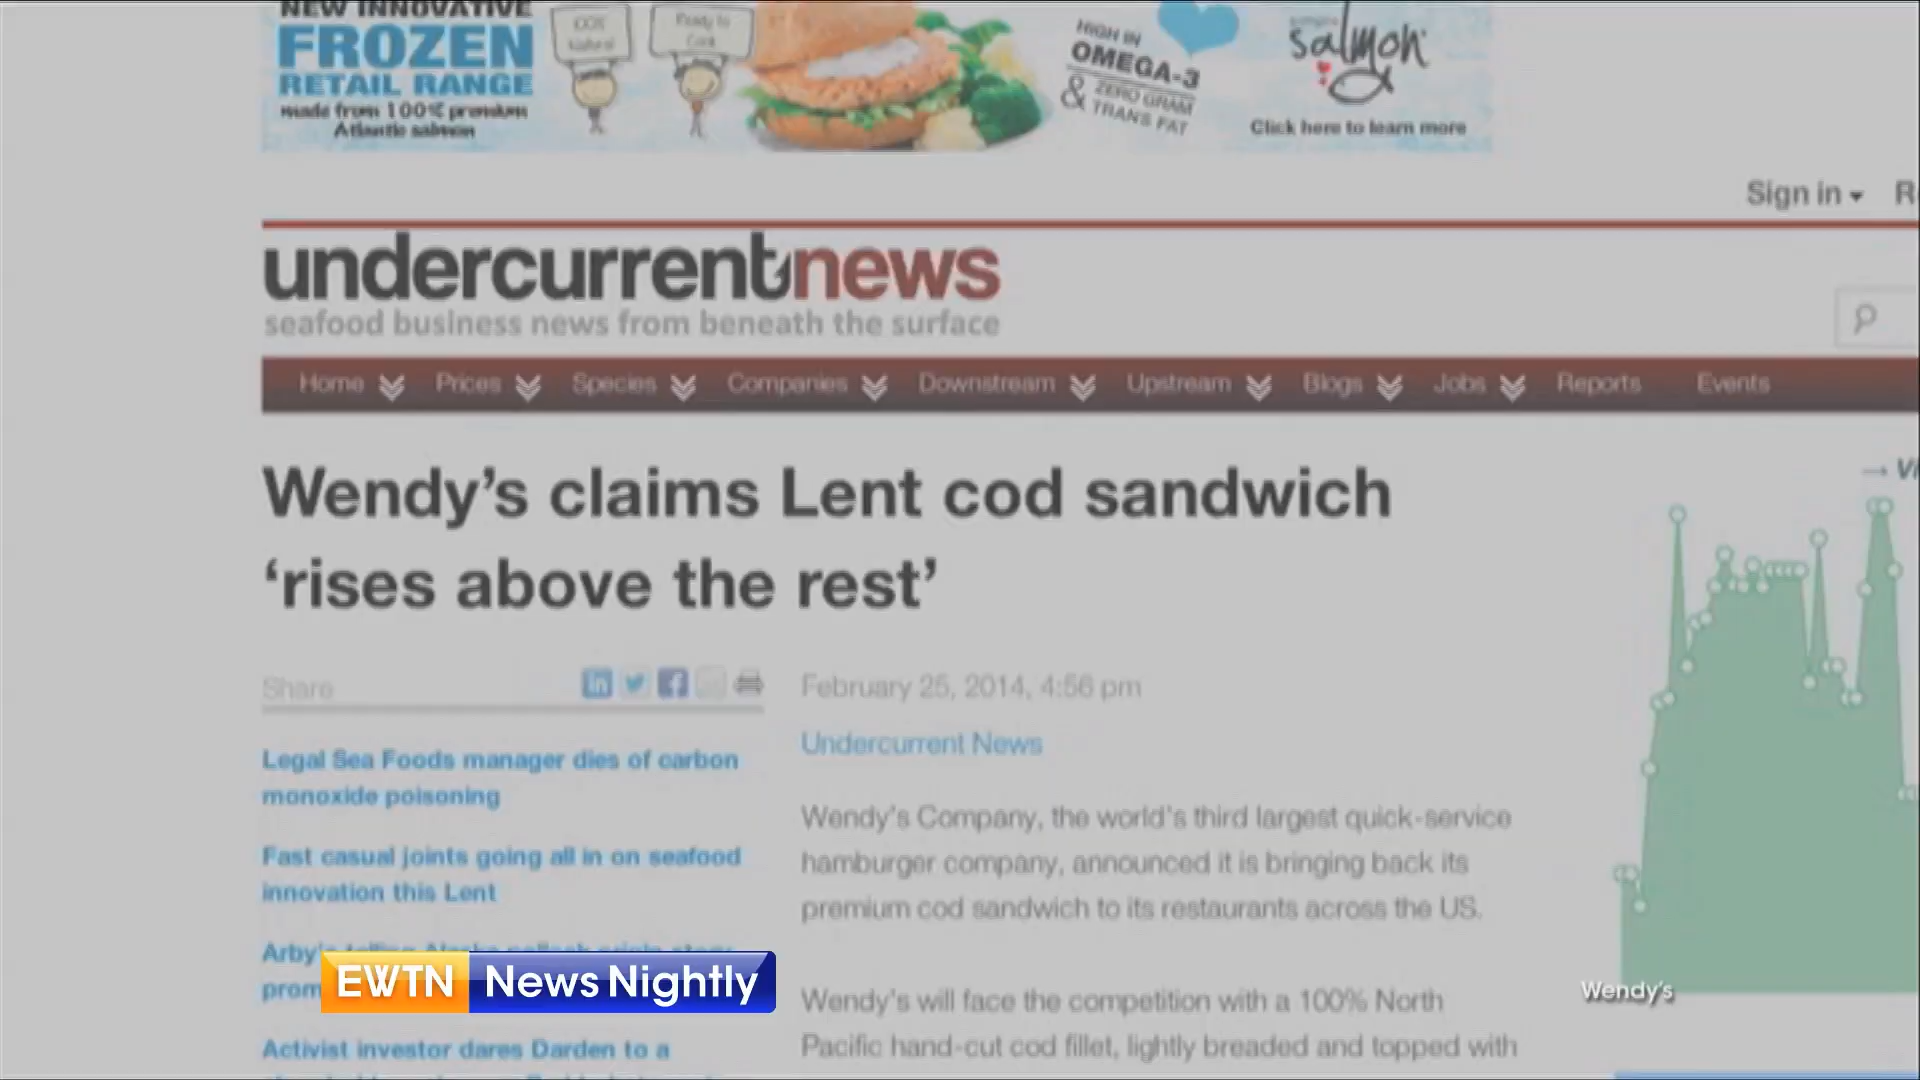 NEW INNOVATIVE
FROZEN
RETAIL RANGE
made from 100% premium
Atlantic salmon
100%
Natural
Ready to
Cook
HIGH IN
OMEGA-3
& ZERO GRAM
TRANS FAT
salmon
Click here to learn more
Sign in
undercurrentnews
seafood business news from beneath the surface
Home Prices Species Companies Downstream Upstream Blogs Jobs Reports Events
Wendy's claims Lent cod sandwich
'rises above the rest'
Share
February 25, 2014, 4:56 pm
Undercurrent News
Legal Sea Foods manager dies of carbon
monoxide poisoning
Fast casual joints going all in on seafood
innovation this Lent
Activist investor dares Darden to a
Wendy's Company, the world's third largest quick-service
hamburger company, announced it is bringing back its
premium cod sandwich to its restaurants across the US.
Wendy's will face the competition with a 100% North
Pacific hand-cut cod fillet, lightly breaded and topped with
EWTN News Nightly
Wendy's